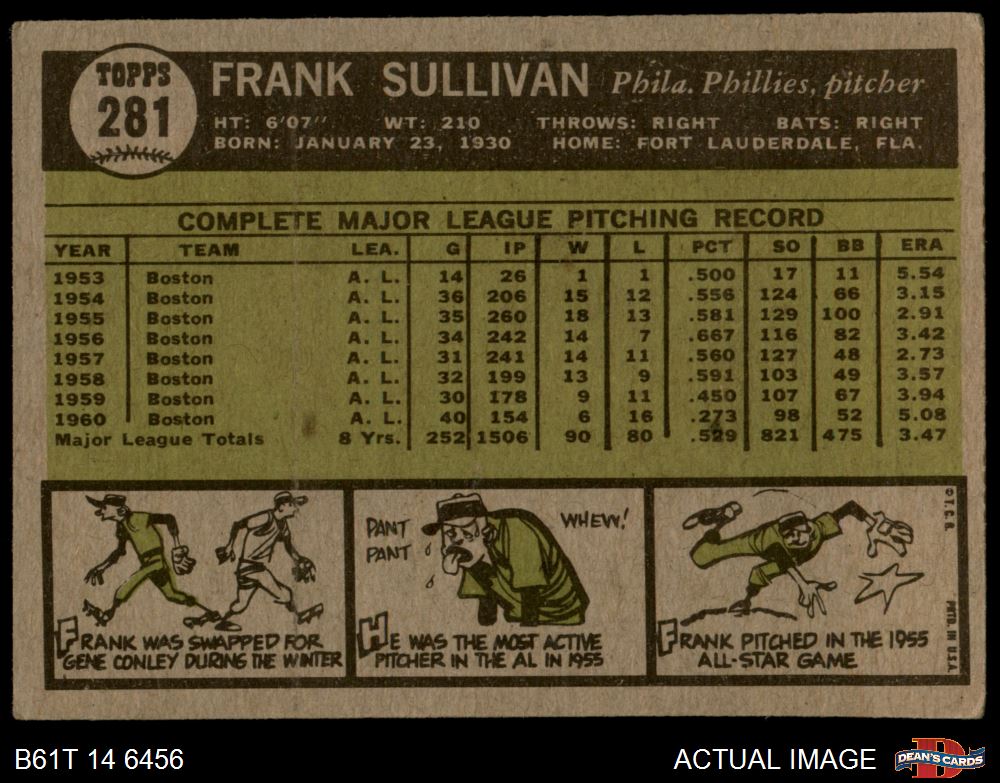 TOPPS
281
FRANK SULLIVAN Phila. Phillies, pitcher
HT: 6'07" WT: 210 THROWS: RIGHT BATS: RIGHT
BORN: JANUARY 23, 1930 HOME: FORT LAUDERDALE, FLA.
COMPLETE MAJOR LEAGUE PITCHING RECORD
YEAR TEAM LEA. G IP W L PCT SO BB ERA
1953 Boston A. L. 14 26 1 1 .500 17 11 5.54
1954 Boston A. L. 36 206 15 12 .556 124 66 3.15
1955 Boston A. L. 35 260 18 13 .581 129 100 2.91
1956 Boston A. L. 34 242 14 7 .667 116 82 3.42
1957 Boston A. L. 31 241 14 11 .560 127 48 2.73
1958 Boston A. L. 32 199 13 9 .591 103 49 3.57
1959 Boston A. L. 30 178 9 11 .450 107 67 3.94
1960 Boston A. L. 40 154 6 16 .273 98 52 5.08
Major League Totals 8 Yrs. 252 1506 90 80 .529 821 475 3.47
FRANK WAS SWAPPED FOR
GENE CONLEY DURING THE WINTER
PANT
PANT
WHEW!
HE WAS THE MOST ACTIVE
PITCHER IN THE AL IN 1955
FRANK PITCHED IN THE 1955
ALL-STAR GAME
© T. C. G.
PRTD. IN U.S.A.
B61T 14 6456
ACTUAL IMAGE
DEAN'S CARDS